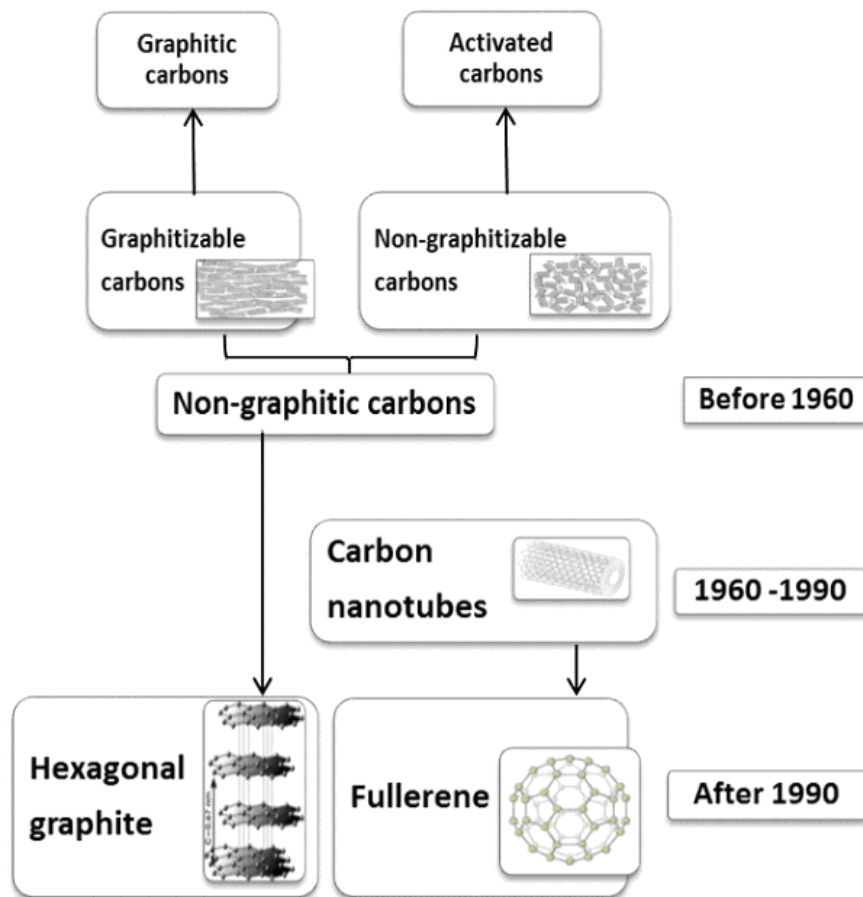 Graphitic
carbons
Activated
carbons
Graphitizable
carbons
Non-graphitizable
carbons
Non-graphitic carbons
Before 1960
Carbon
nanotubes
1960 -1990
Hexagonal
graphite
Fullerene
After 1990